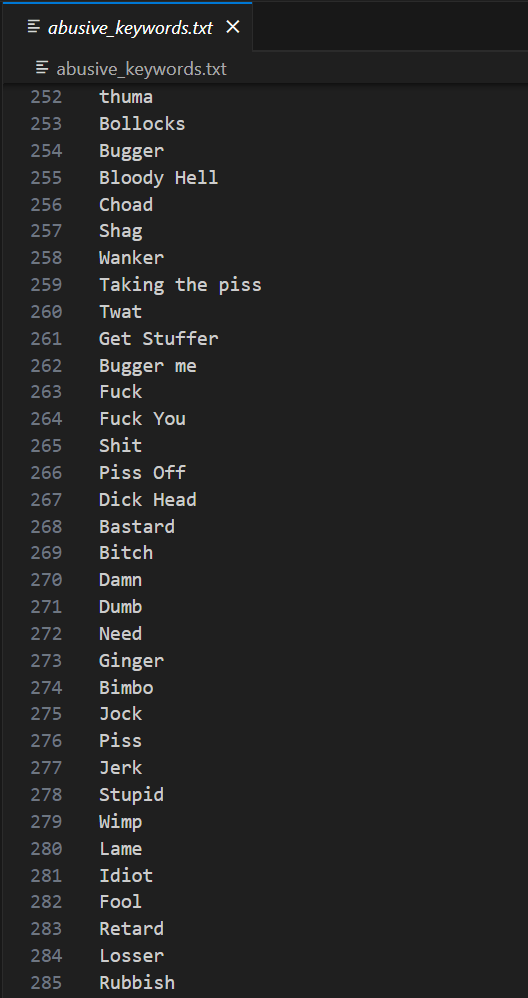 abusive_keywords.txt
abusive_keywords.txt
252 thuma
253 Bollocks
254 Bugger
255 Bloody Hell
256 Choad
257 Shag
258 Wanker
259 Taking the piss
260 Twat
261 Get Stuffer
262 Bugger me
263 Fuck
264 Fuck You
265 Shit
266 Piss Off
267 Dick Head
268 Bastard
269 Bitch
270 Damn
271 Dumb
272 Need
273 Ginger
274 Bimbo
275 Jock
276 Piss
277 Jerk
278 Stupid
279 Wimp
280 Lame
281 Idiot
282 Fool
283 Retard
284 Losser
285 Rubbish